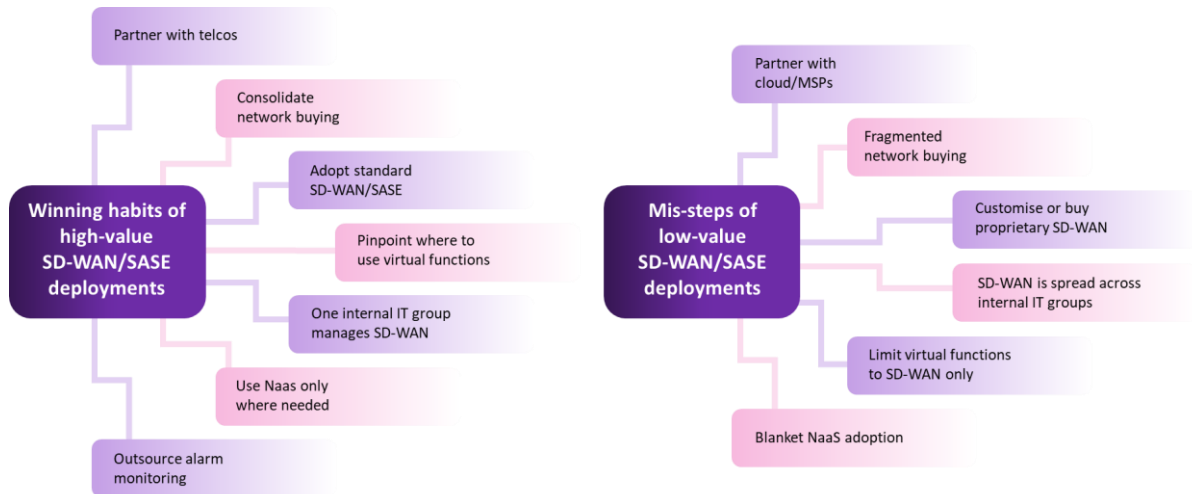 Partner with telcos
Consolidate
network buying
Adopt standard
SD-WAN/SASE
Winning habits of
high-value
SD-WAN/SASE
deployments
Pinpoint where to
use virtual functions
One internal IT group
manages SD-WAN
Use Naas only
where needed
Outsource alarm
monitoring
Partner with
cloud/MSPs
Fragmented
network buying
Customise or buy
proprietary SD-WAN
Mis-steps of
low-value
SD-WAN/SASE
deployments
SD-WAN is spread across
internal IT groups
Limit virtual functions
to SD-WAN only
Blanket NaaS adoption